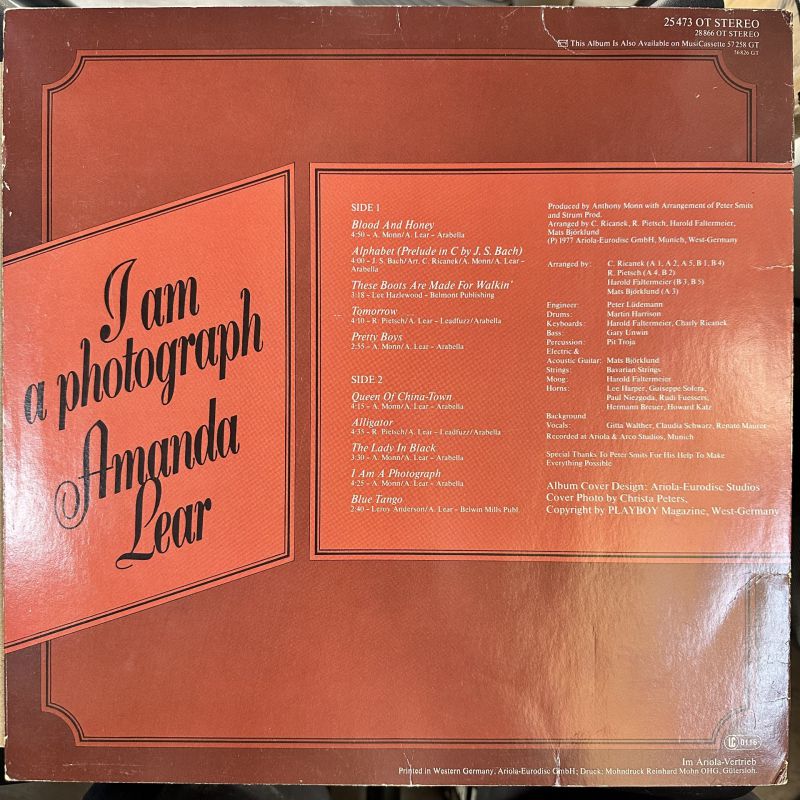 25 473 OT STEREO
28 866 OT STEREO
This Album Is Also Available on MusiCassette 57 258 GT
76 826 GT
I am
a photograph
Amanda
Lear
SIDE 1
Blood And Honey
4:50 – A. Monn/A. Lear – Arabella
Alphabet (Prelude in C by J. S. Bach)
4:00 – J. S. Bach/Arr. C. Ricanek/A. Monn/A. Lear –
Arabella
These Boots Are Made For Walkin'
3:18 – Lee Hazlewood – Belmont Publishing
Tomorrow
4:10 – R. Pietsch/A. Lear – Leadfuzz/Arabella
Pretty Boys
2:55 – A. Monn/A. Lear – Arabella
SIDE 2
Queen Of China-Town
4:15 – A. Monn/A. Lear – Arabella
Alligator
4:35 – R. Pietsch/A. Lear – Leadfuzz/Arabella
The Lady In Black
3:30 – A. Monn/A. Lear – Arabella
I Am A Photograph
4:25 – A. Monn/A. Lear – Arabella
Blue Tango
2:40 – Leroy Anderson/A. Lear – Belwin Mills Publ.
Produced by Anthony Monn with Arrangement of Peter Smits
and Strum Prod.
Arranged by C. Ricanek, R. Pietsch, Harold Faltermeier,
Mats Björklund
(P) 1977 Ariola-Eurodisc GmbH, Munich, West-Germany
Arranged by: C. Ricanek (A 1, A 2, A 5, B 1, B 4)
R. Pietsch (A 4, B 2)
Harold Faltermeier (B 3, B 5)
Mats Björklund (A 3)
Engineer: Peter Lüdemann
Drums: Martin Harrison
Keyboards: Harold Faltermeier, Charly Ricanek
Bass: Gary Unwin
Percussion: Pit Troja
Electric &
Acoustic Guitar: Mats Björklund
Strings: Bavarian Strings
Moog: Harold Faltermeier
Horns: Lee Harper, Guiseppe Solera,
Paul Niezgoda, Rudi Fuessers,
Hermann Breuer, Howard Katz
Background
Vocals: Gitta Walther, Claudia Schwarz, Renate Maurer
Recorded at Ariola & Arco Studios, Munich
Special Thanks To Peter Smits For His Help To Make
Everything Possible
Album Cover Design: Ariola-Eurodisc Studios
Cover Photo by Christa Peters,
Copyright by PLAYBOY Magazine, West-Germany
LC 0116
Im Ariola-Vertrieb
Printed in Western Germany, Ariola-Eurodisc GmbH; Druck: Mohndruck Reinhard Mohn OHG, Gütersloh.